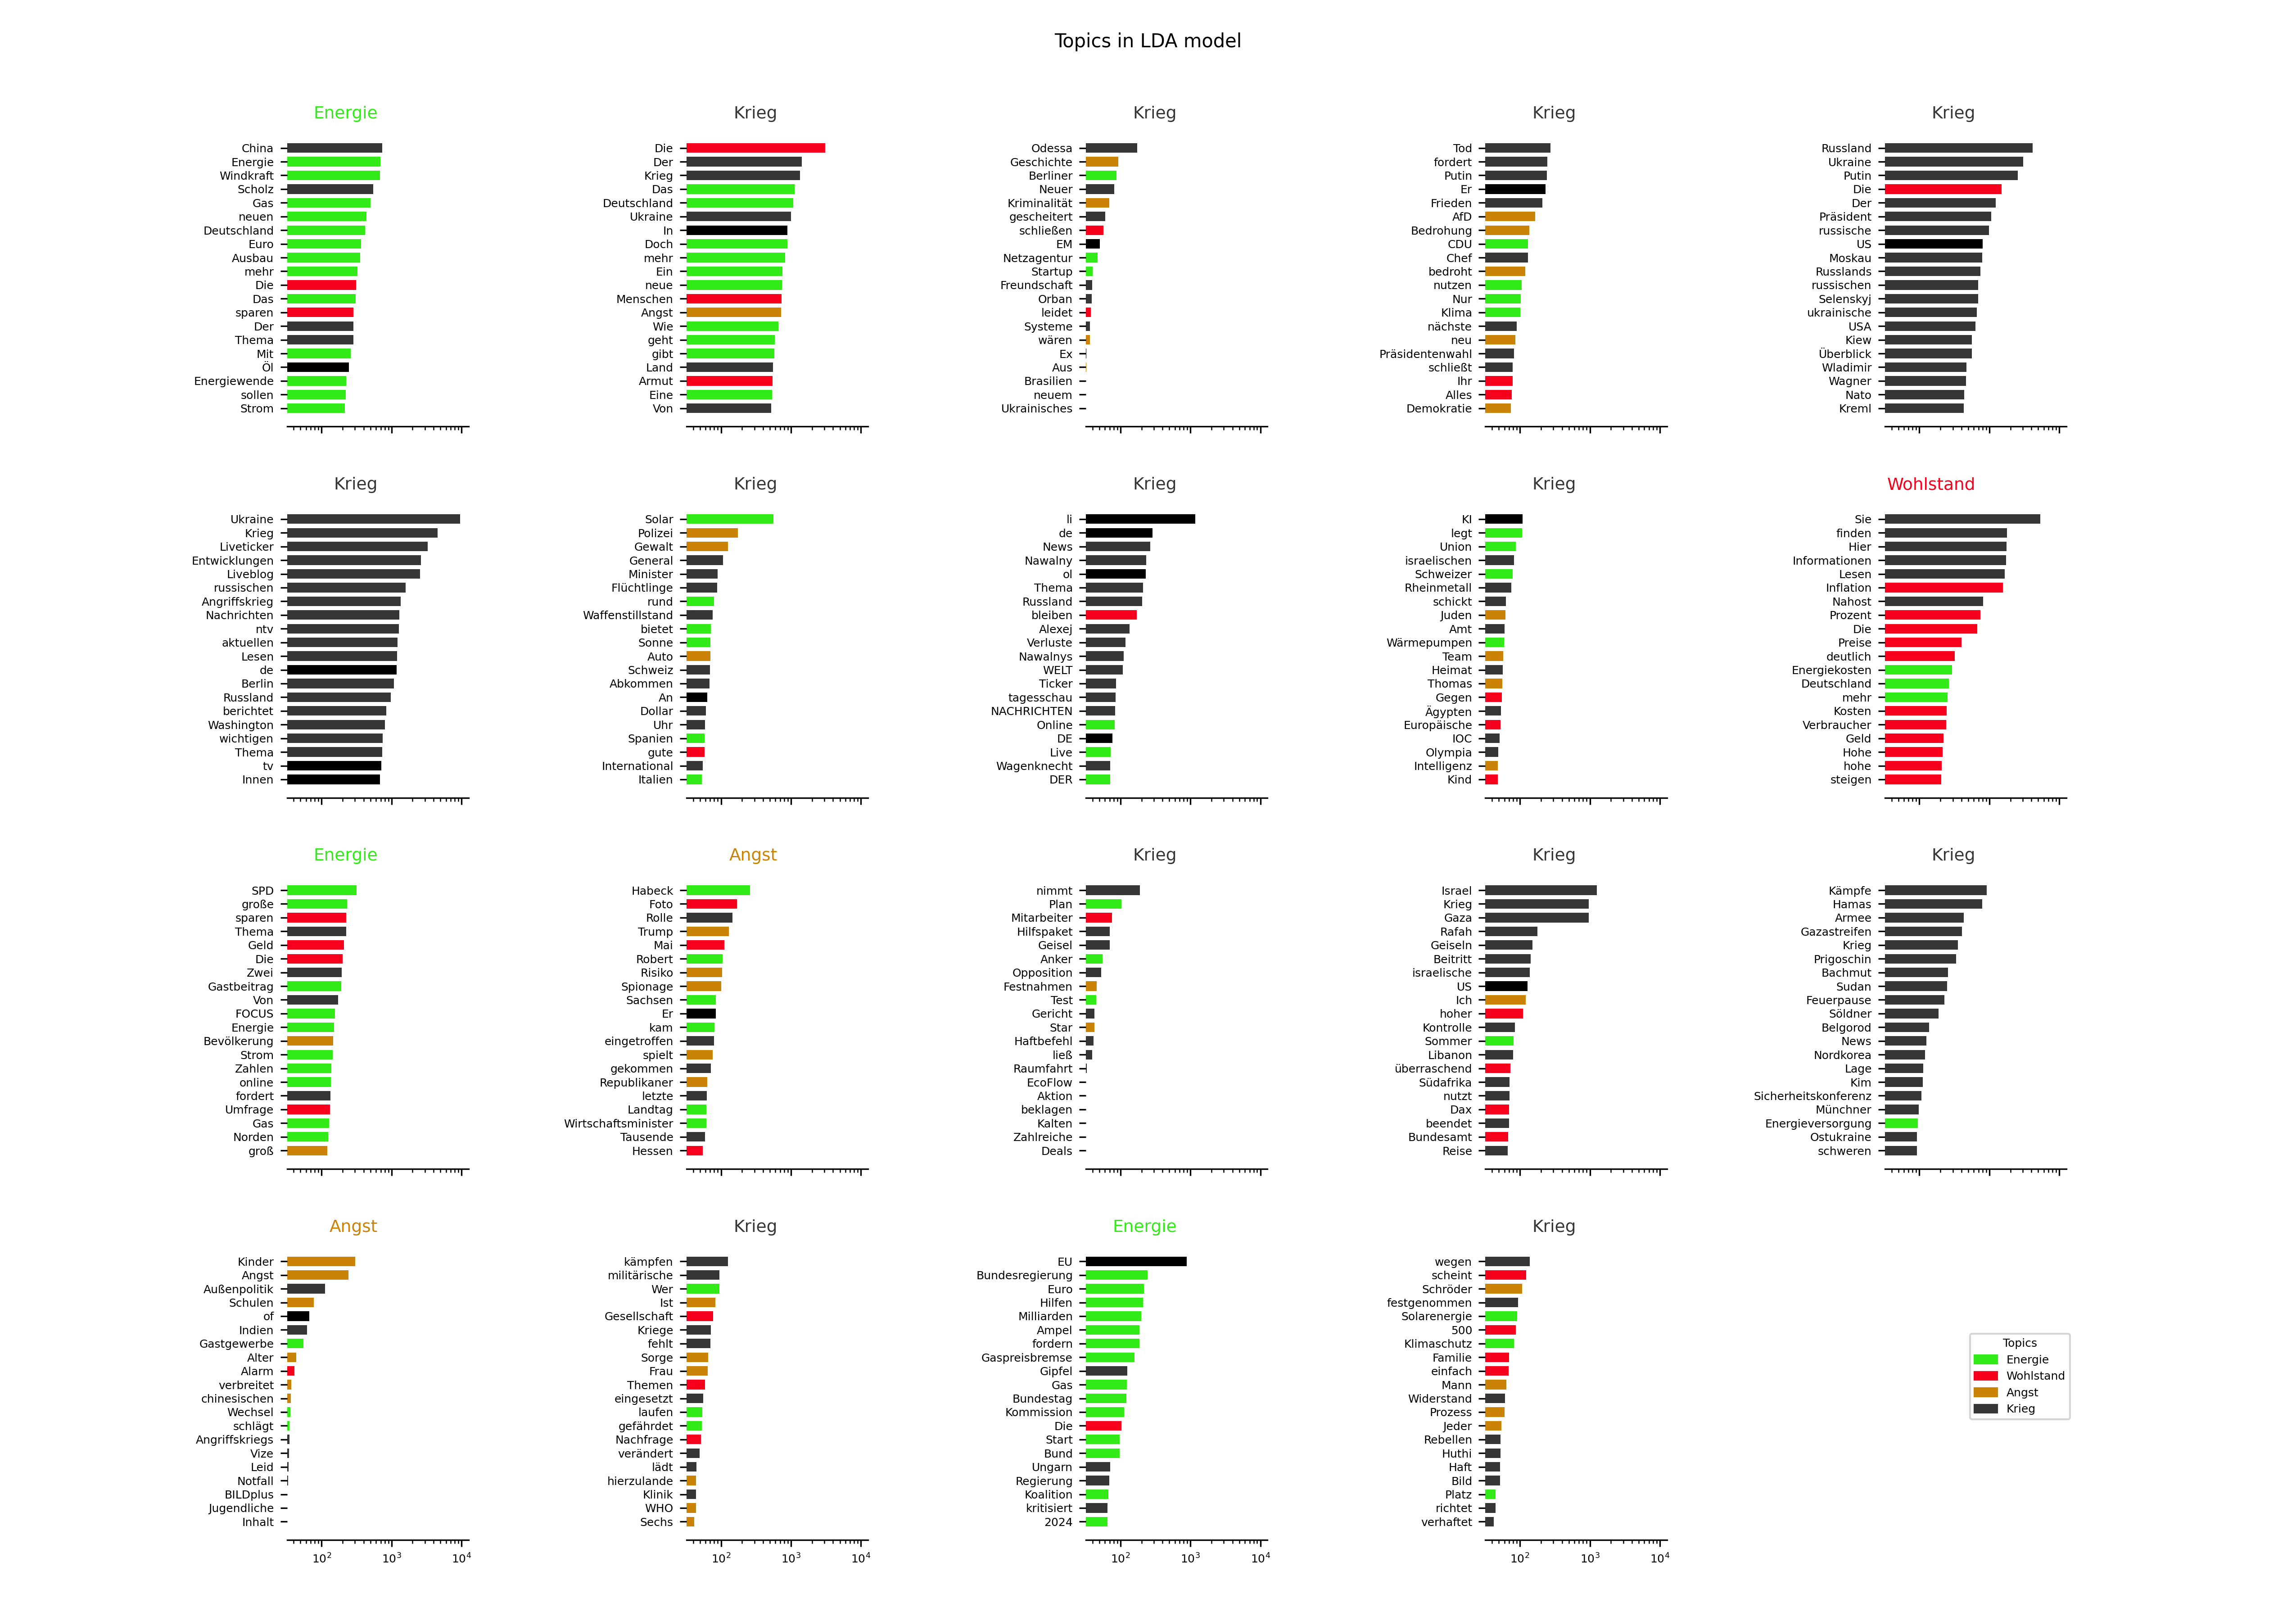 Topics in LDA model
Energie
China
Energie
Windkraft
Scholz
Gas
neuen
Deutschland
Euro
Ausbau
mehr
Die
Das
sparen
Der
Thema
Mit
Öl
Energiewende
sollen
Strom
Krieg
Die
Der
Krieg
Das
Deutschland
Ukraine
In
Doch
mehr
Ein
neue
Menschen
Angst
Wie
geht
gibt
Land
Armut
Eine
Von
Krieg
Odessa
Geschichte
Berliner
Neuer
Kriminalität
gescheitert
schließen
EM
Netzagentur
Startup
Freundschaft
Orban
leidet
Systeme
wären
Ex
Aus
Brasilien
neuem
Ukrainisches
Krieg
Tod
fordert
Putin
Er
Frieden
AfD
Bedrohung
CDU
Chef
bedroht
nutzen
Nur
Klima
nächste
neu
Präsidentenwahl
schließt
Ihr
Alles
Demokratie
Krieg
Russland
Ukraine
Putin
Die
Der
Präsident
russische
US
Moskau
Russlands
russischen
Selenskyj
ukrainische
USA
Kiew
Überblick
Wladimir
Wagner
Nato
Kreml
Krieg
Ukraine
Krieg
Liveticker
Entwicklungen
Liveblog
russischen
Angriffskrieg
Nachrichten
ntv
aktuellen
Lesen
de
Berlin
Russland
berichtet
Washington
wichtigen
Thema
tv
Innen
Krieg
Solar
Polizei
Gewalt
General
Minister
Flüchtlinge
rund
Waffenstillstand
bietet
Sonne
Auto
Schweiz
Abkommen
An
Dollar
Uhr
Spanien
gute
International
Italien
Krieg
li
de
News
Nawalny
ol
Thema
Russland
bleiben
Alexej
Verluste
Nawalnys
WELT
Ticker
tagesschau
NACHRICHTEN
Online
DE
Live
Wagenknecht
DER
Krieg
KI
legt
Union
israelischen
Schweizer
Rheinmetall
schickt
Juden
Amt
Wärmepumpen
Team
Heimat
Thomas
Gegen
Ägypten
Europäische
IOC
Olympia
Intelligenz
Kind
Wohlstand
Sie
finden
Hier
Informationen
Lesen
Inflation
Nahost
Prozent
Die
Preise
deutlich
Energiekosten
Deutschland
mehr
Kosten
Verbraucher
Geld
Hohe
hohe
steigen
Energie
SPD
große
sparen
Thema
Geld
Die
Zwei
Gastbeitrag
Von
FOCUS
Energie
Bevölkerung
Strom
Zahlen
online
fordert
Umfrage
Gas
Norden
groß
Angst
Habeck
Foto
Rolle
Trump
Mai
Robert
Risiko
Spionage
Sachsen
Er
kam
eingetroffen
spielt
gekommen
Republikaner
letzte
Landtag
Wirtschaftsminister
Tausende
Hessen
Krieg
nimmt
Plan
Mitarbeiter
Hilfspaket
Geisel
Anker
Opposition
Festnahmen
Test
Gericht
Star
Haftbefehl
ließ
Raumfahrt
EcoFlow
Aktion
beklagen
Kalten
Zahlreiche
Deals
Krieg
Israel
Krieg
Gaza
Rafah
Geiseln
Beitritt
israelische
US
Ich
hoher
Kontrolle
Sommer
Libanon
überraschend
Südafrika
nutzt
Dax
beendet
Bundesamt
Reise
Krieg
Kämpfe
Hamas
Armee
Gazastreifen
Krieg
Prigoschin
Bachmut
Sudan
Feuerpause
Söldner
Belgorod
News
Nordkorea
Lage
Kim
Sicherheitskonferenz
Münchner
Energieversorgung
Ostukraine
schweren
Angst
Kinder
Angst
Außenpolitik
Schulen
of
Indien
Gastgewerbe
Alter
Alarm
verbreitet
chinesischen
Wechsel
schlägt
Angriffskriegs
Vize
Leid
Notfall
BILDplus
Jugendliche
Inhalt
10² 10³ 10⁴
Krieg
kämpfen
militärische
Wer
Ist
Gesellschaft
Kriege
fehlt
Sorge
Frau
Themen
eingesetzt
laufen
gefährdet
Nachfrage
verändert
lädt
hierzulande
Klinik
WHO
Sechs
10² 10³ 10⁴
Energie
EU
Bundesregierung
Euro
Hilfen
Milliarden
Ampel
fordern
Gaspreisbremse
Gipfel
Gas
Bundestag
Kommission
Die
Start
Bund
Ungarn
Regierung
Koalition
kritisiert
2024
10² 10³ 10⁴
Krieg
wegen
scheint
Schröder
festgenommen
Solarenergie
500
Klimaschutz
Familie
einfach
Mann
Widerstand
Prozess
Jeder
Rebellen
Huthi
Haft
Bild
Platz
richtet
verhaftet
10² 10³ 10⁴
Topics
Energie
Wohlstand
Angst
Krieg